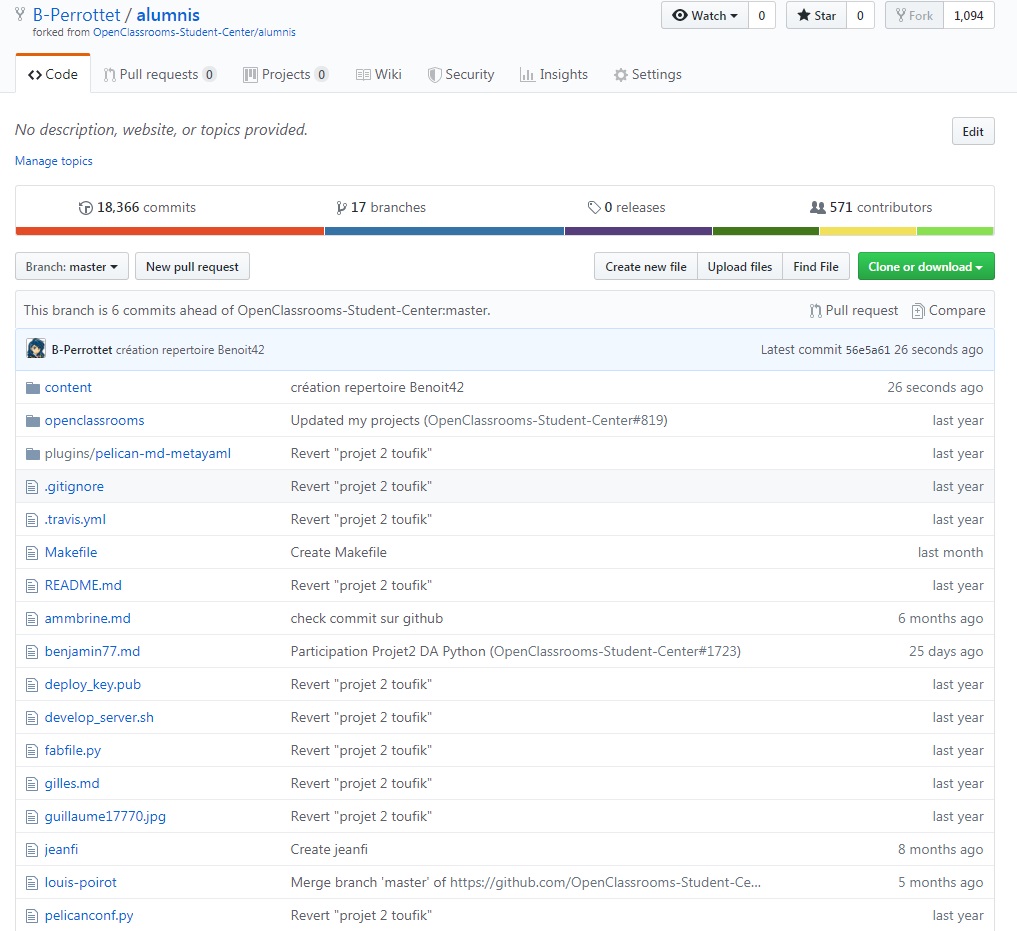 B-Perrottet / alumnis
Watch 0 Star 0 Fork 1,094
forked from OpenClassrooms-Student-Center/alumnis
Code Pull requests 0 Projects 0 Wiki Security Insights Settings
No description, website, or topics provided.
Edit
Manage topics
18,366 commits 17 branches 0 releases 571 contributors
Branch: master New pull request Create new file Upload files Find File Clone or download
This branch is 6 commits ahead of OpenClassrooms-Student-Center:master. Pull request Compare
B-Perrottet création repertoire Benoit42 Latest commit 56e5a61 26 seconds ago
content création repertoire Benoit42 26 seconds ago
openclassrooms Updated my projects (OpenClassrooms-Student-Center#819) last year
plugins/pelican-md-metayaml Revert "projet 2 toufik" last year
.gitignore Revert "projet 2 toufik" last year
.travis.yml Revert "projet 2 toufik" last year
Makefile Create Makefile last month
README.md Revert "projet 2 toufik" last year
ammbrine.md check commit sur github 6 months ago
benjamin77.md Participation Projet2 DA Python (OpenClassrooms-Student-Center#1723) 25 days ago
deploy_key.pub Revert "projet 2 toufik" last year
develop_server.sh Revert "projet 2 toufik" last year
fabfile.py Revert "projet 2 toufik" last year
gilles.md Revert "projet 2 toufik" last year
guillaume17770.jpg Revert "projet 2 toufik" last year
jeanfi Create jeanfi 8 months ago
louis-poirot Merge branch 'master' of https://github.com/OpenClassrooms-Student-Ce... 5 months ago
pelicanconf.py Revert "projet 2 toufik" last year